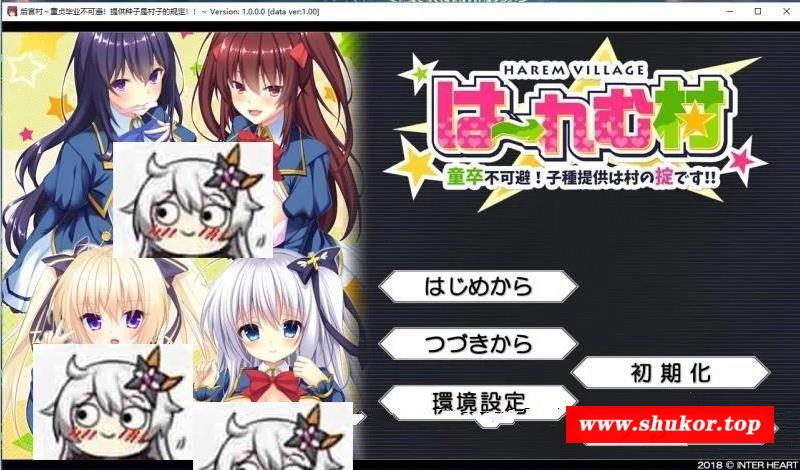 后宫村～童贞毕业不可避！提供种子是村子的规定！！ ~ Version: 1.0.0.0 [data ver:1.00]
HAREM VILLAGE
は～れむ村
童卒不可避！子種提供は村の掟です!!
はじめから
つづきから
初期化
環境設定
www.shukor.top
2018 © INTER HEART